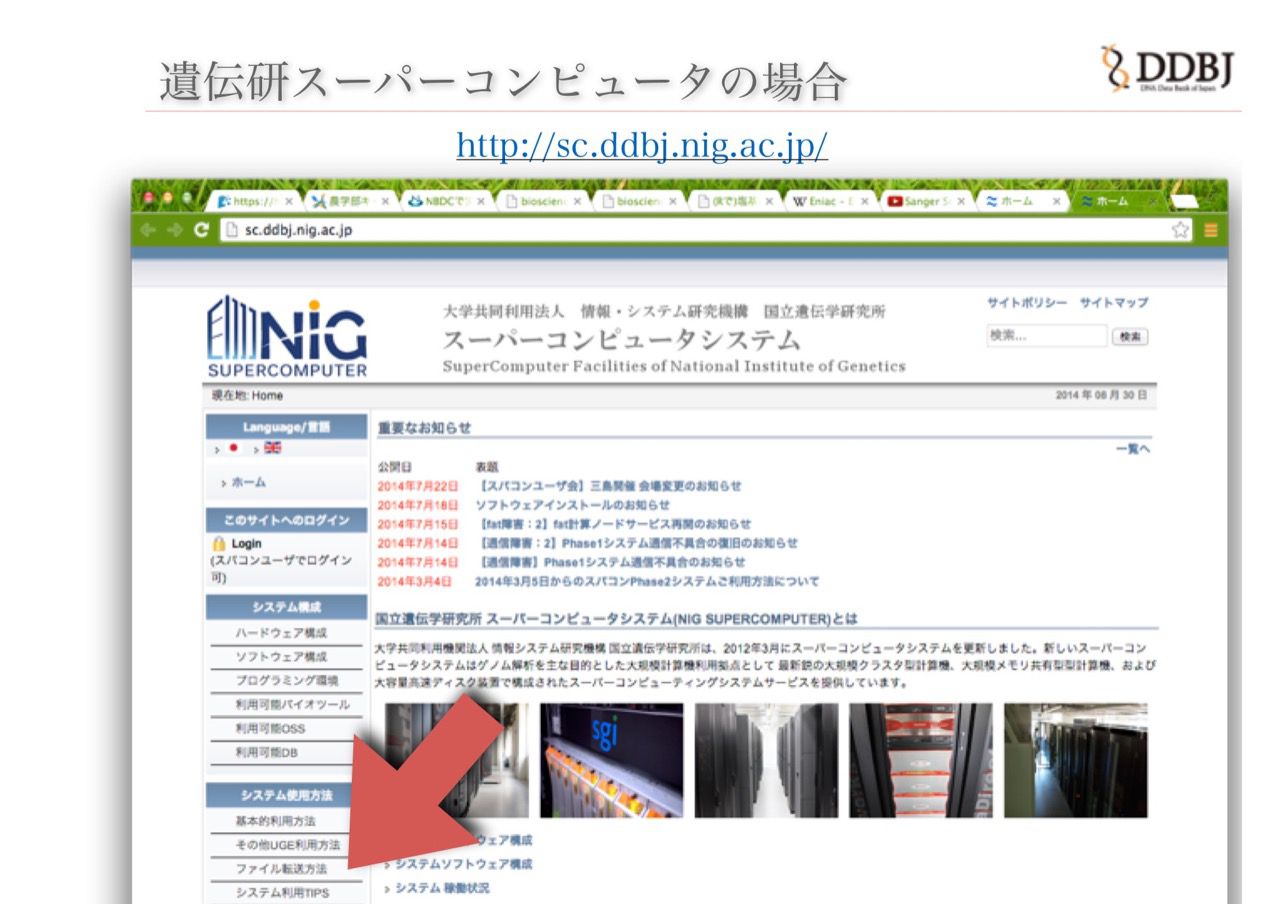 遺伝研スーパーコンピュータの場合
DDBJ
DNA Data Bank of Japan
http://sc.ddbj.nig.ac.jp/
https://
農学部キ
NBDCで
bioscien
bioscien
W Eniac - E
Sanger S
ホーム
ホーム
sc.ddbj.nig.ac.jp
NIG
SUPERCOMPUTER
大学共同利用法人 情報・システム研究機構 国立遺伝学研究所
スーパーコンピュータシステム
SuperComputer Facilities of National Institute of Genetics
サイトポリシー サイトマップ
検索... 検索
現在地: Home
2014 年 08 月 30 日
Language/言語
ホーム
このサイトへのログイン
Login
(スパコンユーザでログイン
可)
システム構成
ハードウェア構成
ソフトウェア構成
プログラミング環境
利用可能バイオツール
利用可能OSS
利用可能DB
システム使用方法
基本的利用方法
その他UGE利用方法
ファイル転送方法
システム利用TIPS
重要なお知らせ
一覧へ
公開日 表題
2014年7月22日 【スパコンユーザ会】三島開催 会場変更のお知らせ
2014年7月18日 ソフトウェアインストールのお知らせ
2014年7月15日 【fat障害：2】fat計算ノードサービス再開のお知らせ
2014年7月14日 【通信障害：2】Phase1システム通信不具合の復旧のお知らせ
2014年7月14日 【通信障害】Phase1システム通信不具合のお知らせ
2014年3月4日 2014年3月5日からのスパコンPhase2システムご利用方法について
国立遺伝学研究所 スーパーコンピュータシステム(NIG SUPERCOMPUTER)とは
大学共同利用機関法人 情報システム研究機構 国立遺伝学研究所は、2012年3月にスーパーコンピュータシステムを更新しました。新しいスーパーコン
ピュータシステムはゲノム解析を主な目的とした大規模計算機利用拠点として 最新鋭の大規模クラスタ型計算機、大規模メモリ共有型型計算機、および
大容量高速ディスク装置で構成されたスーパーコンピューティングシステムサービスを提供しています。
sgi
ウェア構成
システムソフトウェア構成
システム 稼働状況